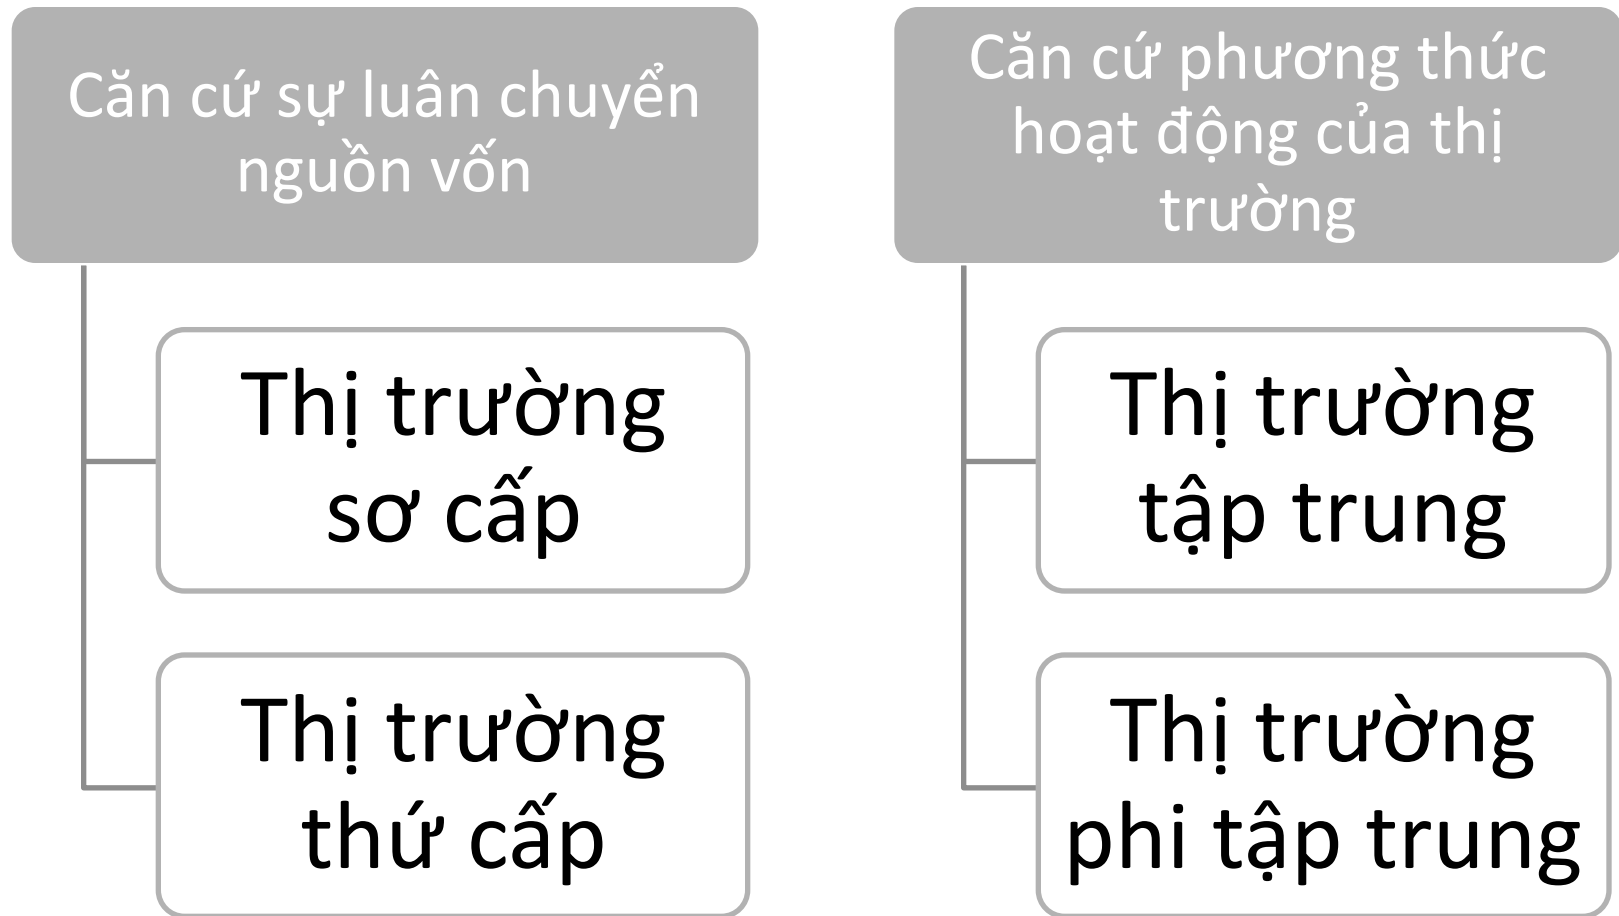 Căn cứ sự luân chuyển
nguồn vốn
Thị trường
sơ cấp
Thị trường
thứ cấp
Căn cứ phương thức
hoạt động của thị
trường
Thị trường
tập trung
Thị trường
phi tập trung